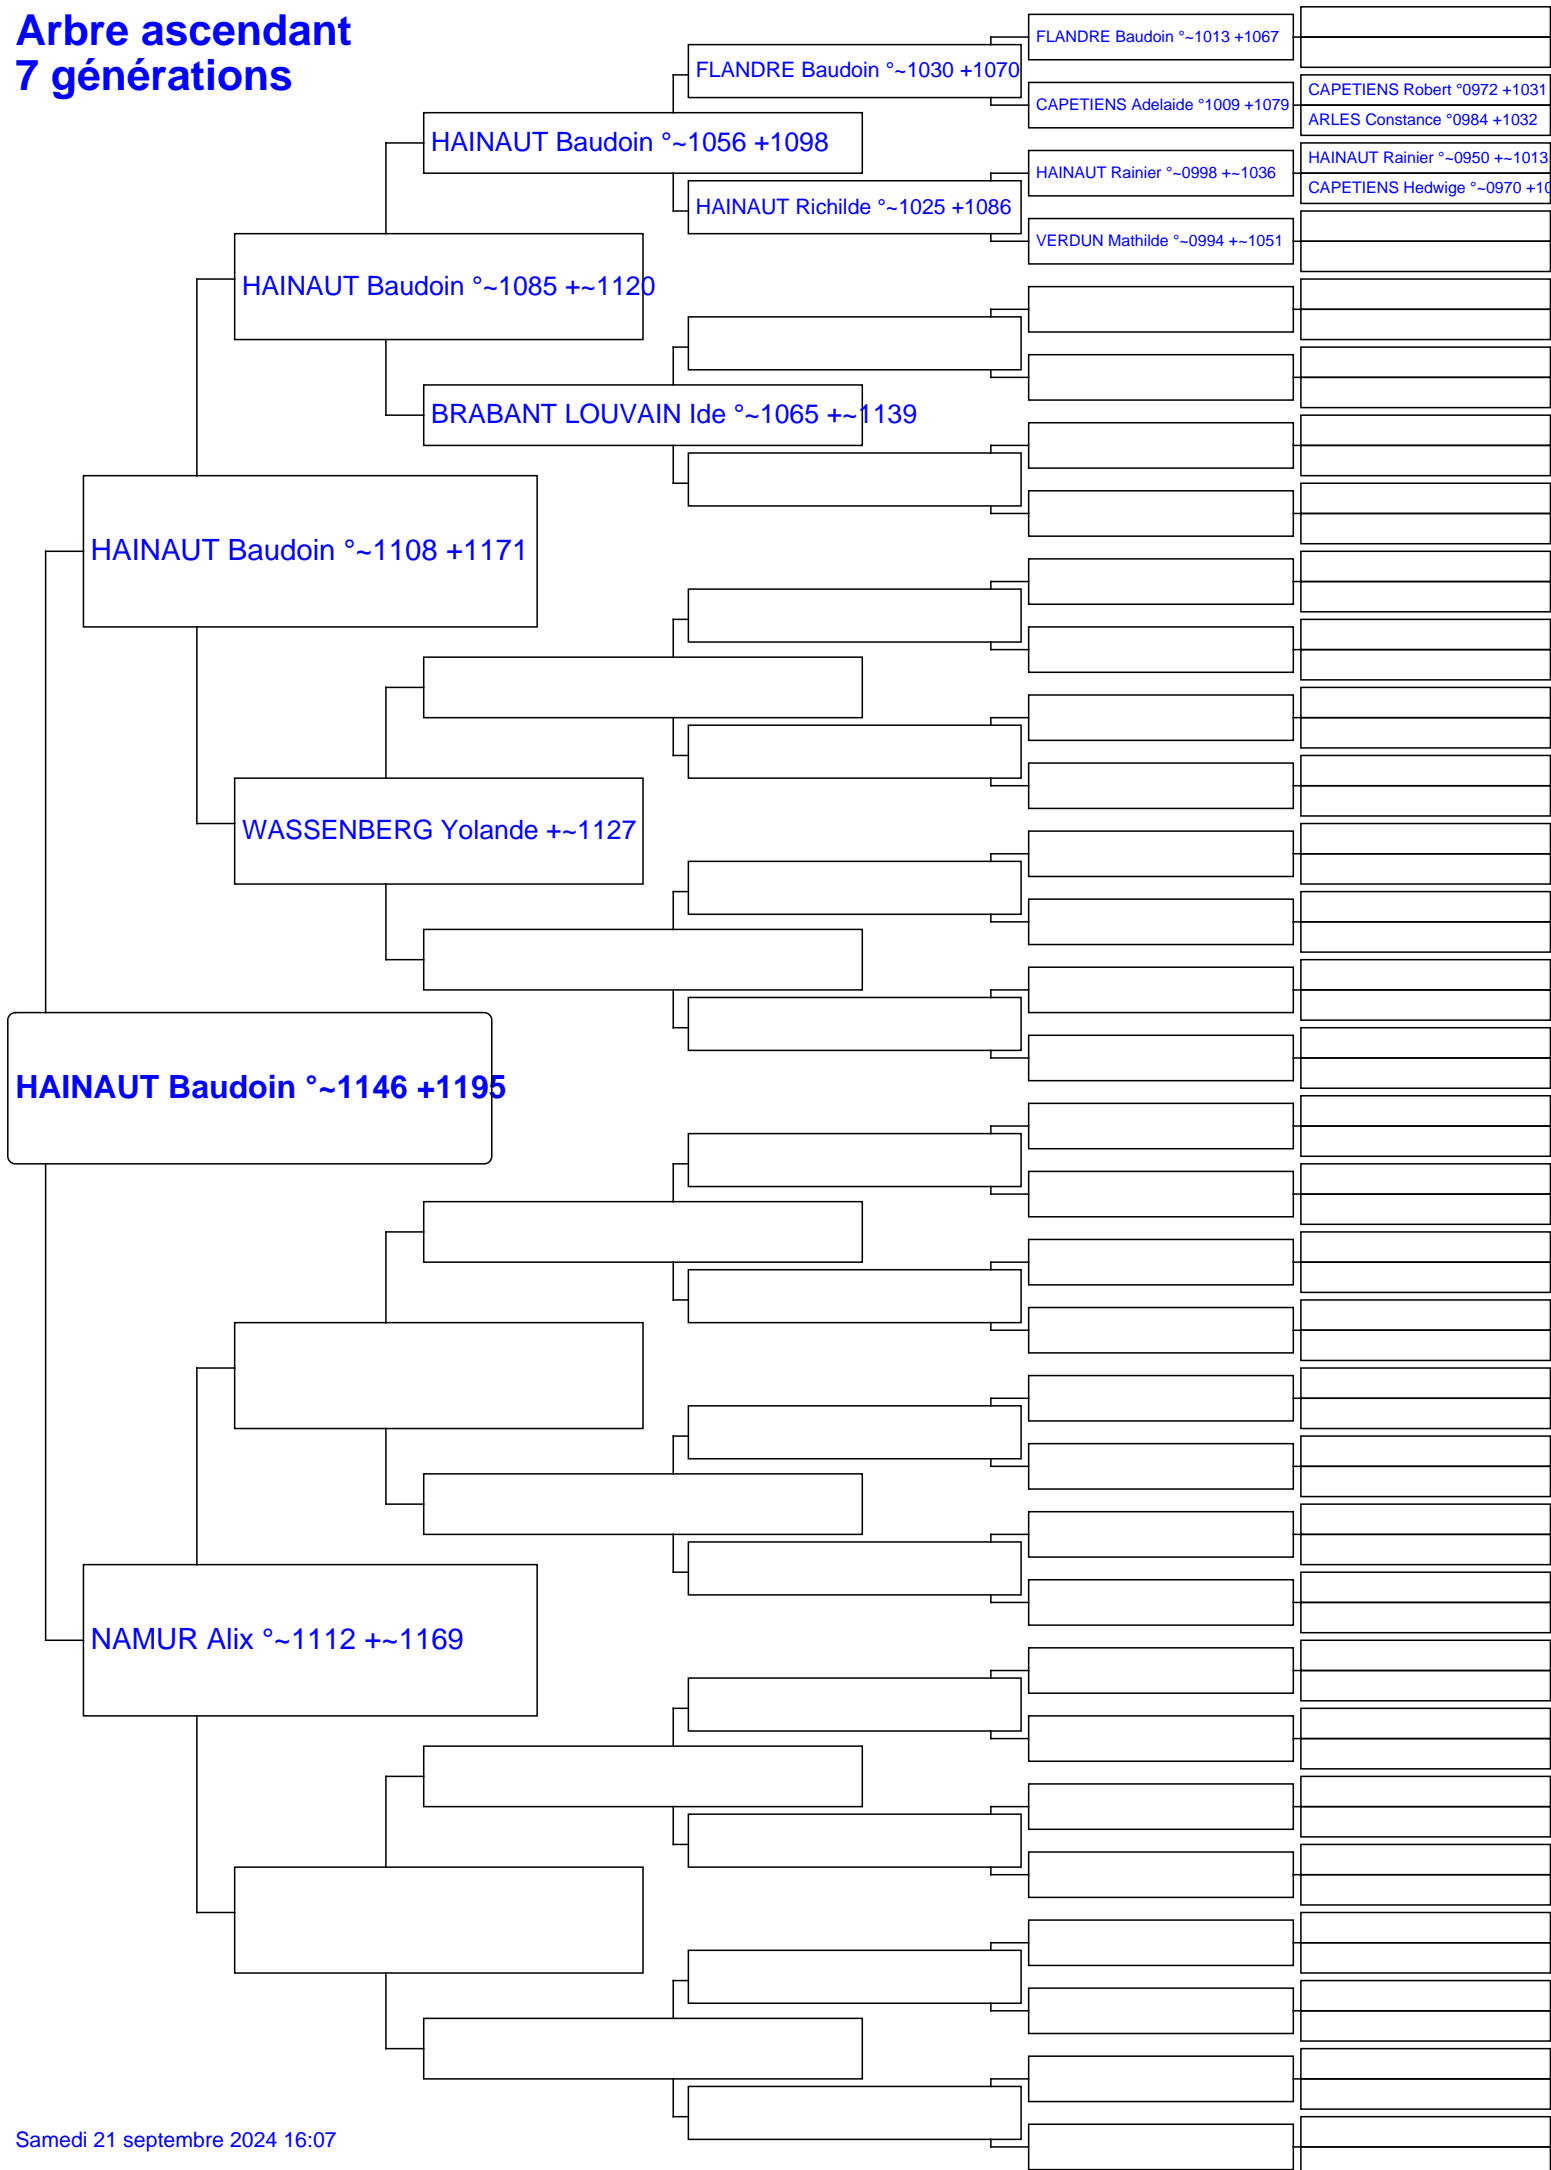 Arbre ascendant
7 générations
FLANDRE Baudoin °~1013 +1067
FLANDRE Baudoin °~1030 +1070
CAPETIENS Robert °0972 +1031
CAPETIENS Adelaide °1009 +1079
ARLES Constance °0984 +1032
HAINAUT Baudoin °~1056 +1098
HAINAUT Rainier °~0950 +~1013
HAINAUT Rainier °~0998 +~1036
CAPETIENS Hedwige °~0970 +10
HAINAUT Richilde °~1025 +1086
VERDUN Mathilde °~0994 +~1051
HAINAUT Baudoin °~1085 +~1120
BRABANT LOUVAIN Ide °~1065 +~1139
HAINAUT Baudoin °~1108 +1171
WASSENBERG Yolande +~1127
HAINAUT Baudoin °~1146 +1195
NAMUR Alix °~1112 +~1169
Samedi 21 septembre 2024 16:07